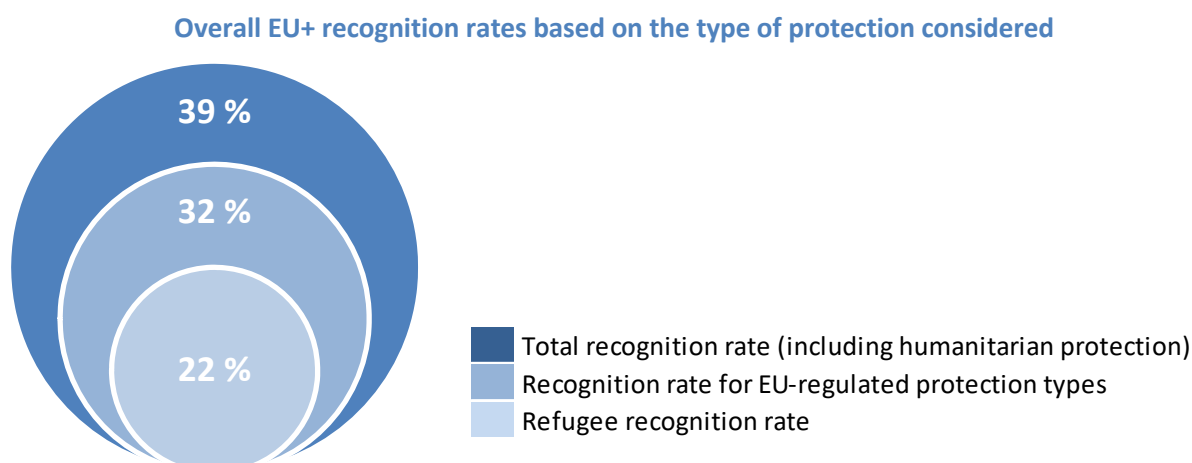 Overall EU+ recognition rates based on the type of protection considered
39 %
32 %
22 %
Total recognition rate (including humanitarian protection)
Recognition rate for EU-regulated protection types
Refugee recognition rate